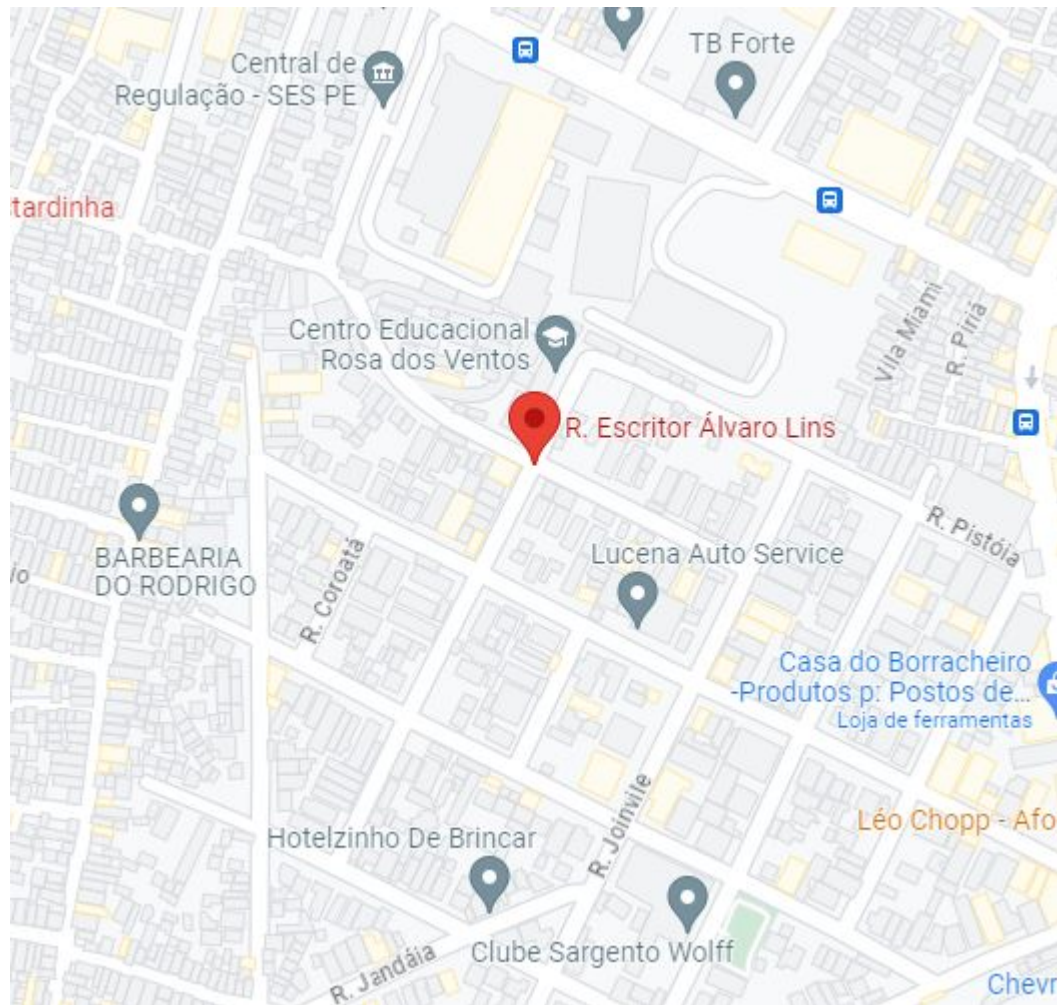 TB Forte
Central de
Regulação - SES PE
tardinha
Vila Miami
R. Piriá
Centro Educacional
Rosa dos Ventos
R. Escritor Álvaro Lins
R. Pistóia
BARBEARIA
DO RODRIGO
R. Coroatá
Lucena Auto Service
Casa do Borracheiro
-Produtos p: Postos de...
Loja de ferramentas
R. Joinvile
Léo Chopp - Afo
Hotelzinho De Brincar
Clube Sargento Wolff
R. Jandáia
Chevr